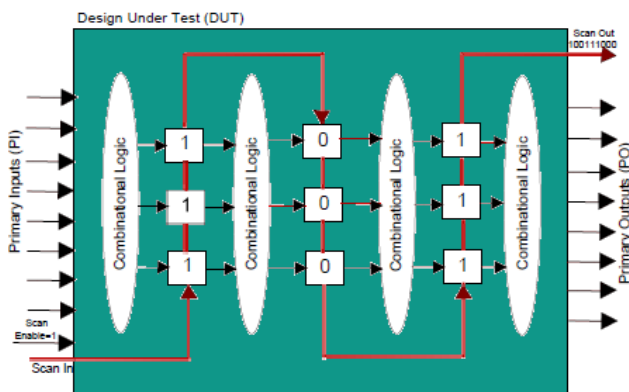 Design Under Test (DUT)
Scan Out
100111000
Primary Inputs (PI)
Combinational Logic
1
1
1
Combinational Logic
0
0
0
Combinational Logic
1
1
1
Combinational Logic
Primary Outputs (PO)
Scan
Enable=1
Scan In